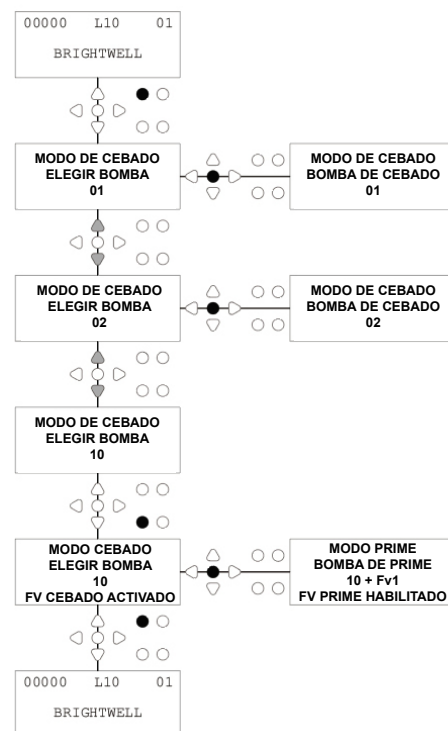 00000 L10 01
BRIGHTWELL
MODO DE CEBADO
ELEGIR BOMBA
01
MODO DE CEBADO
BOMBA DE CEBADO
01
MODO DE CEBADO
ELEGIR BOMBA
02
MODO DE CEBADO
BOMBA DE CEBADO
02
MODO DE CEBADO
ELEGIR BOMBA
10
MODO CEBADO
ELEGIR BOMBA
10
FV CEBADO ACTIVADO
MODO PRIME
BOMBA DE PRIME
10 + Fv1
FV PRIME HABILITADO
00000 L10 01
BRIGHTWELL